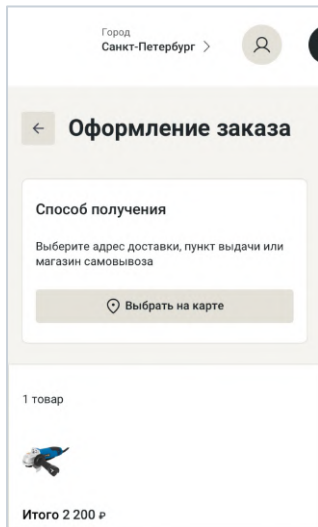 Город
Санкт-Петербург
Оформление заказа
Способ получения
Выберите адрес доставки, пункт выдачи или
магазин самовывоза
Выбрать на карте
1 товар
Итого 2 200 ₽